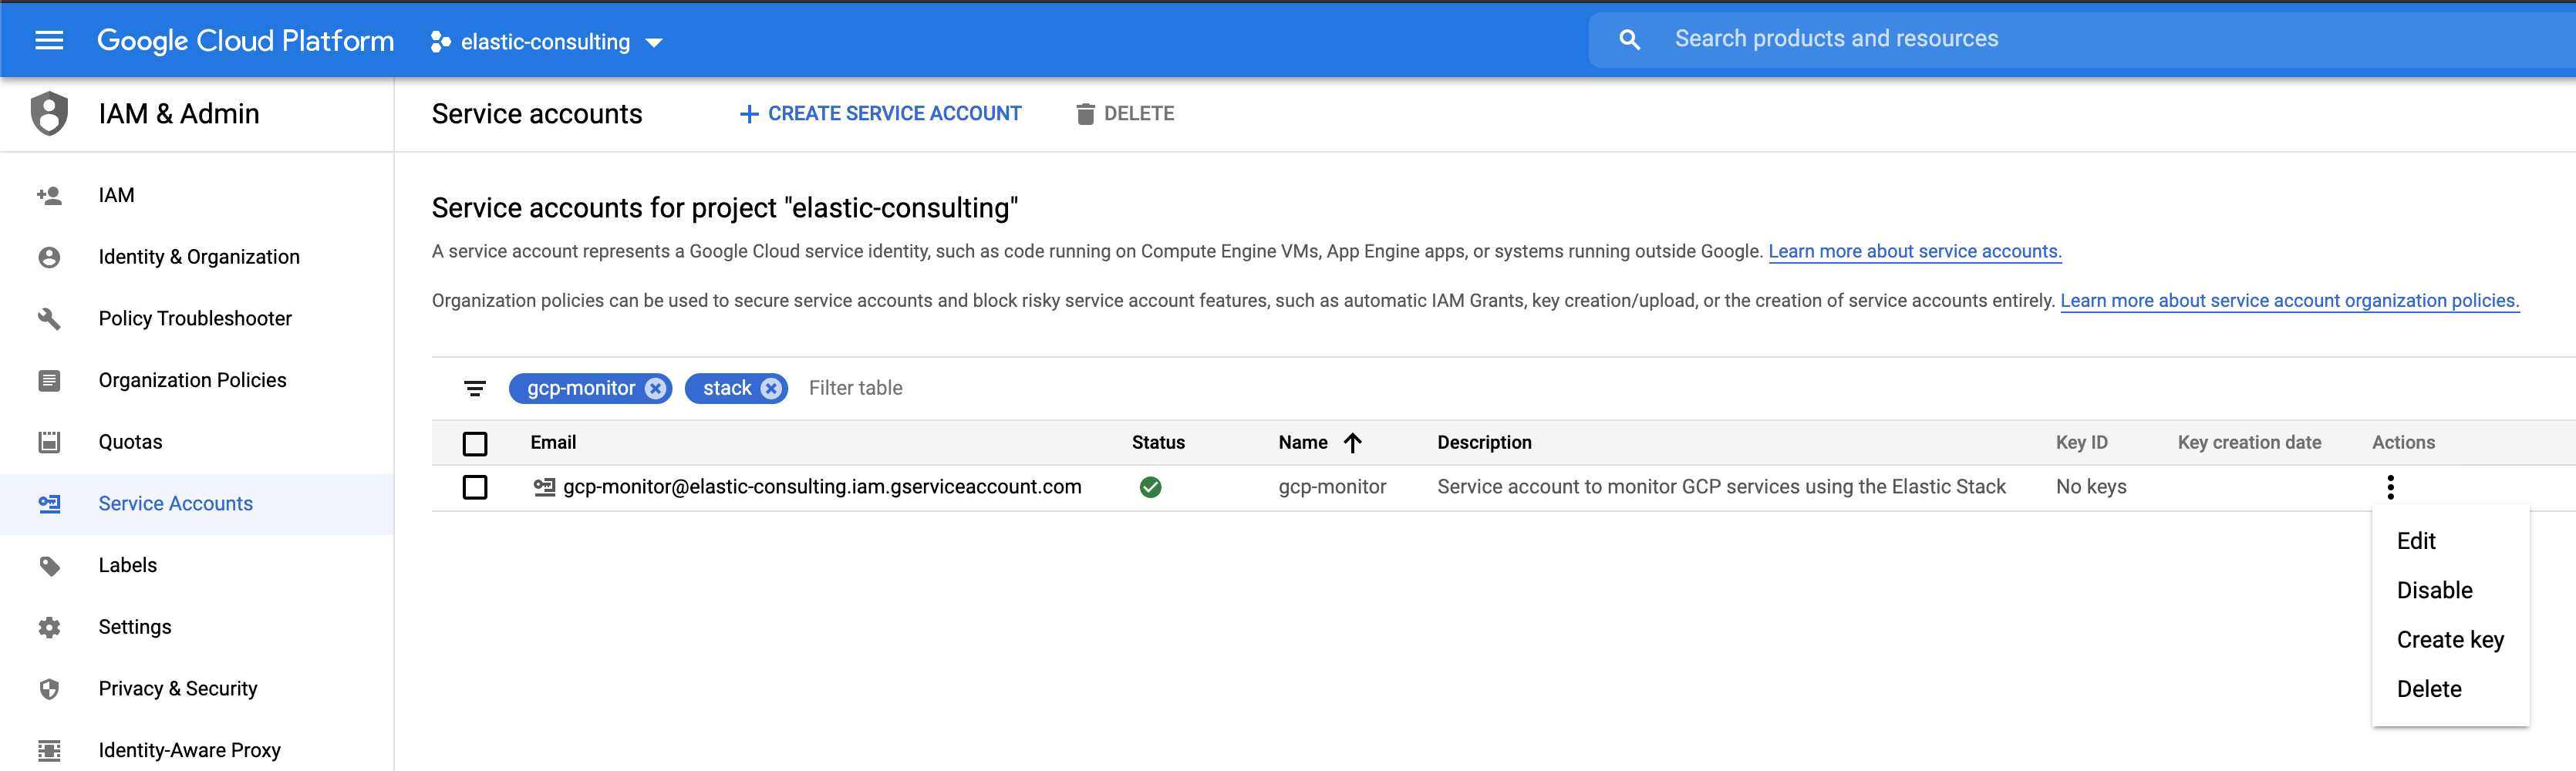 Google Cloud Platform
elastic-consulting
Search products and resources
IAM & Admin
Service accounts
CREATE SERVICE ACCOUNT
DELETE
IAM
Identity & Organization
Policy Troubleshooter
Organization Policies
Quotas
Service Accounts
Labels
Settings
Privacy & Security
Identity-Aware Proxy
Service accounts for project "elastic-consulting"
A service account represents a Google Cloud service identity, such as code running on Compute Engine VMs, App Engine apps, or systems running outside Google. Learn more about service accounts.
Organization policies can be used to secure service accounts and block risky service account features, such as automatic IAM Grants, key creation/upload, or the creation of service accounts entirely. Learn more about service account organization policies.
gcp-monitor stack Filter table
Email Status Name Description Key ID Key creation date Actions
gcp-monitor@elastic-consulting.iam.gserviceaccount.com gcp-monitor Service account to monitor GCP services using the Elastic Stack No keys
Edit
Disable
Create key
Delete